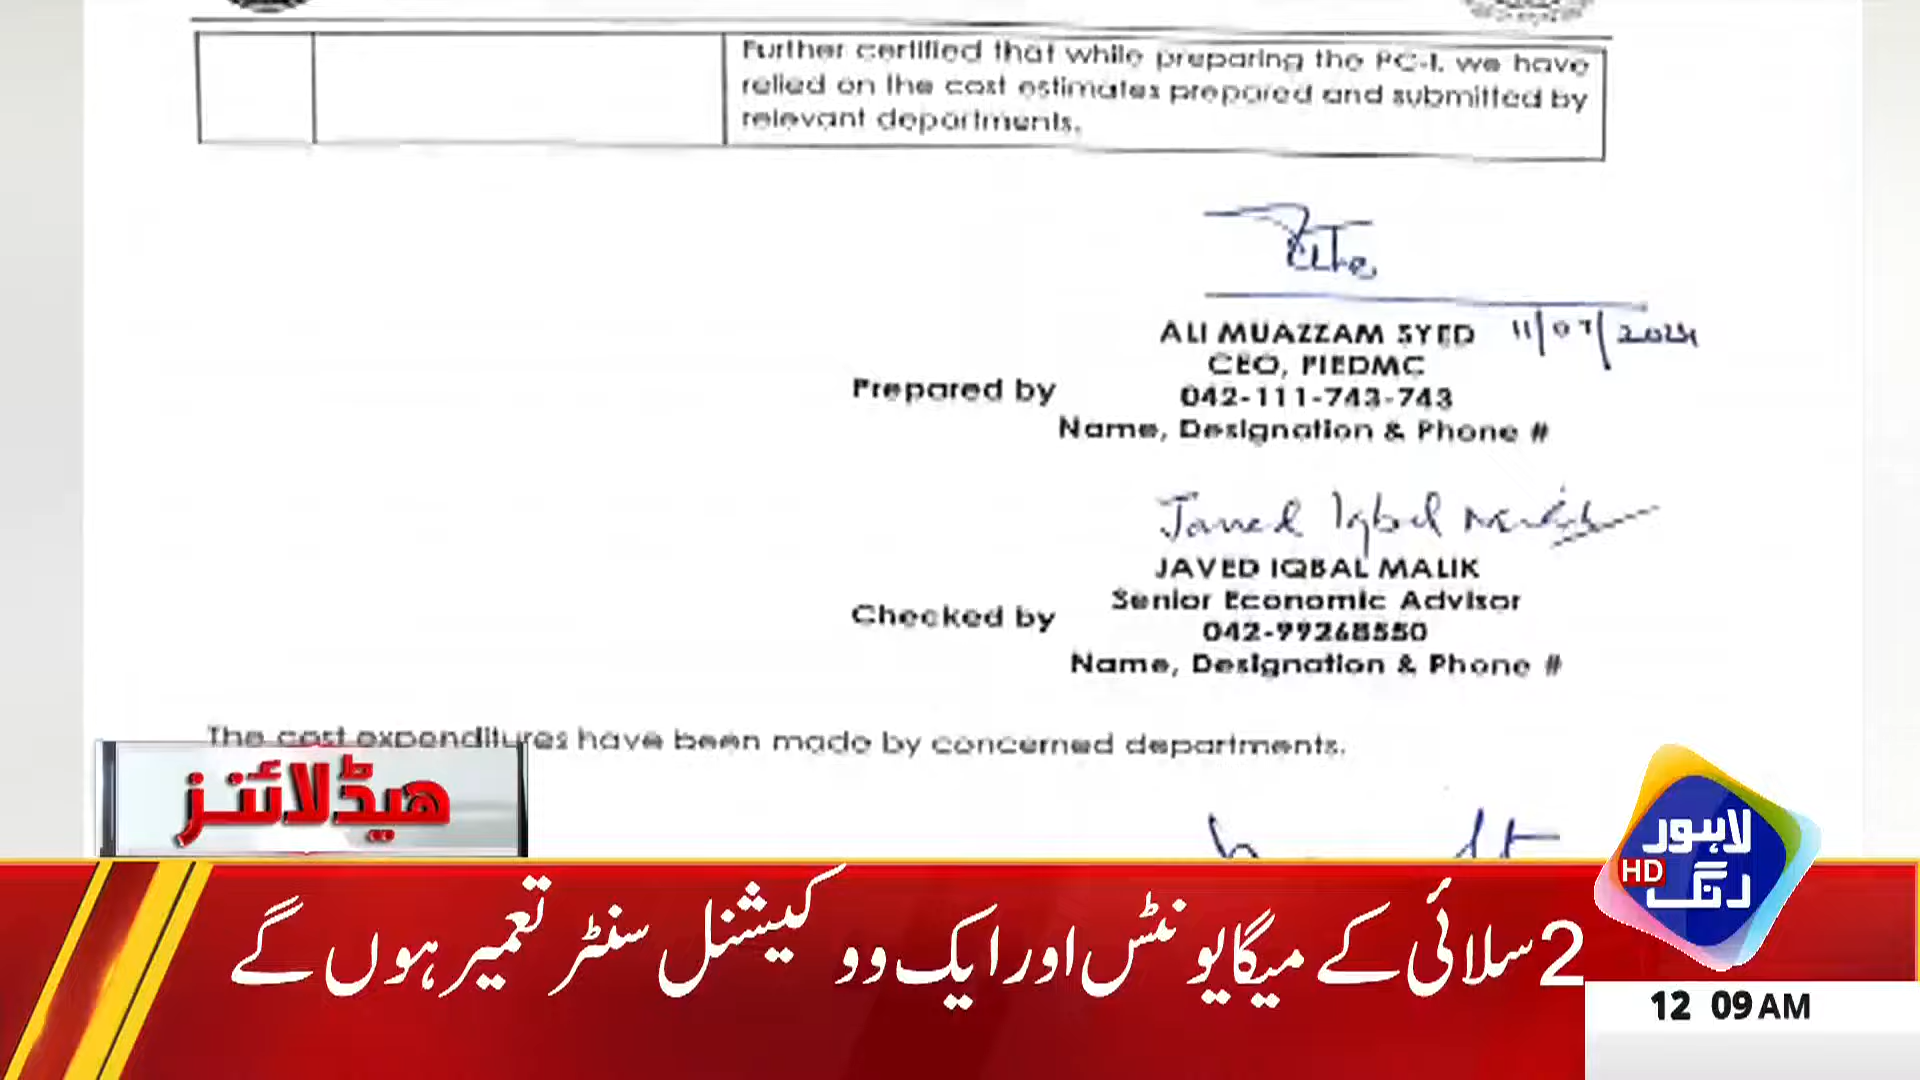 Further certified that while preparing the PC-I, we have
relied on the cost estimates prepared and submitted by
relevant departments.
11/07/2024
ALI MUAZZAM SYED
CEO, PIEDMC
Prepared by
042-111-743-743
Name, Designation & Phone #
Javed Iqbal Malik
JAVED IQBAL MALIK
Senior Economic Advisor
Checked by
042-99268550
Name, Designation & Phone #
The cost expenditures have been made by concerned departments.
ھیڈلائنز
لاہور
رنگ
HD
2 سلائی کے میگا یونٹس اور ایک ووکیشنل سنٹر تعمیر ہوں گے
12 09 AM